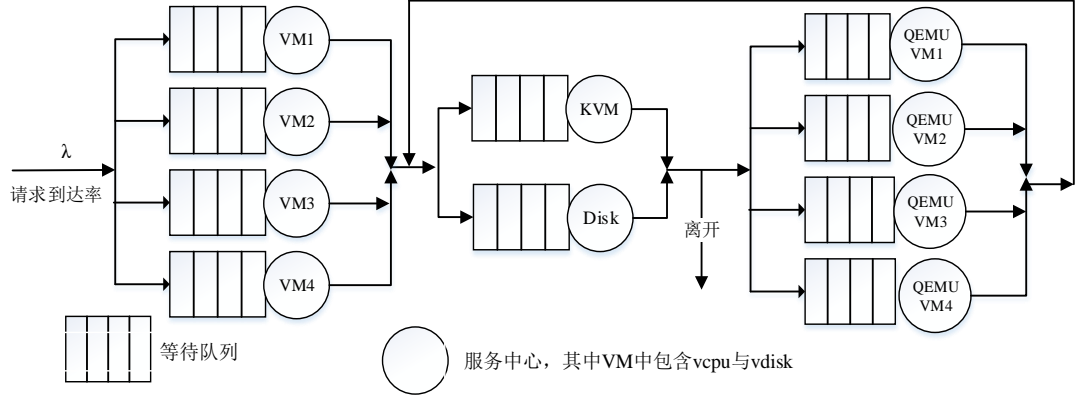 λ
请求到达率
VM1
VM2
VM3
VM4
KVM
Disk
离开
QEMU
VM1
QEMU
VM2
QEMU
VM3
QEMU
VM4
等待队列
服务中心，其中VM中包含vcpu与vdisk